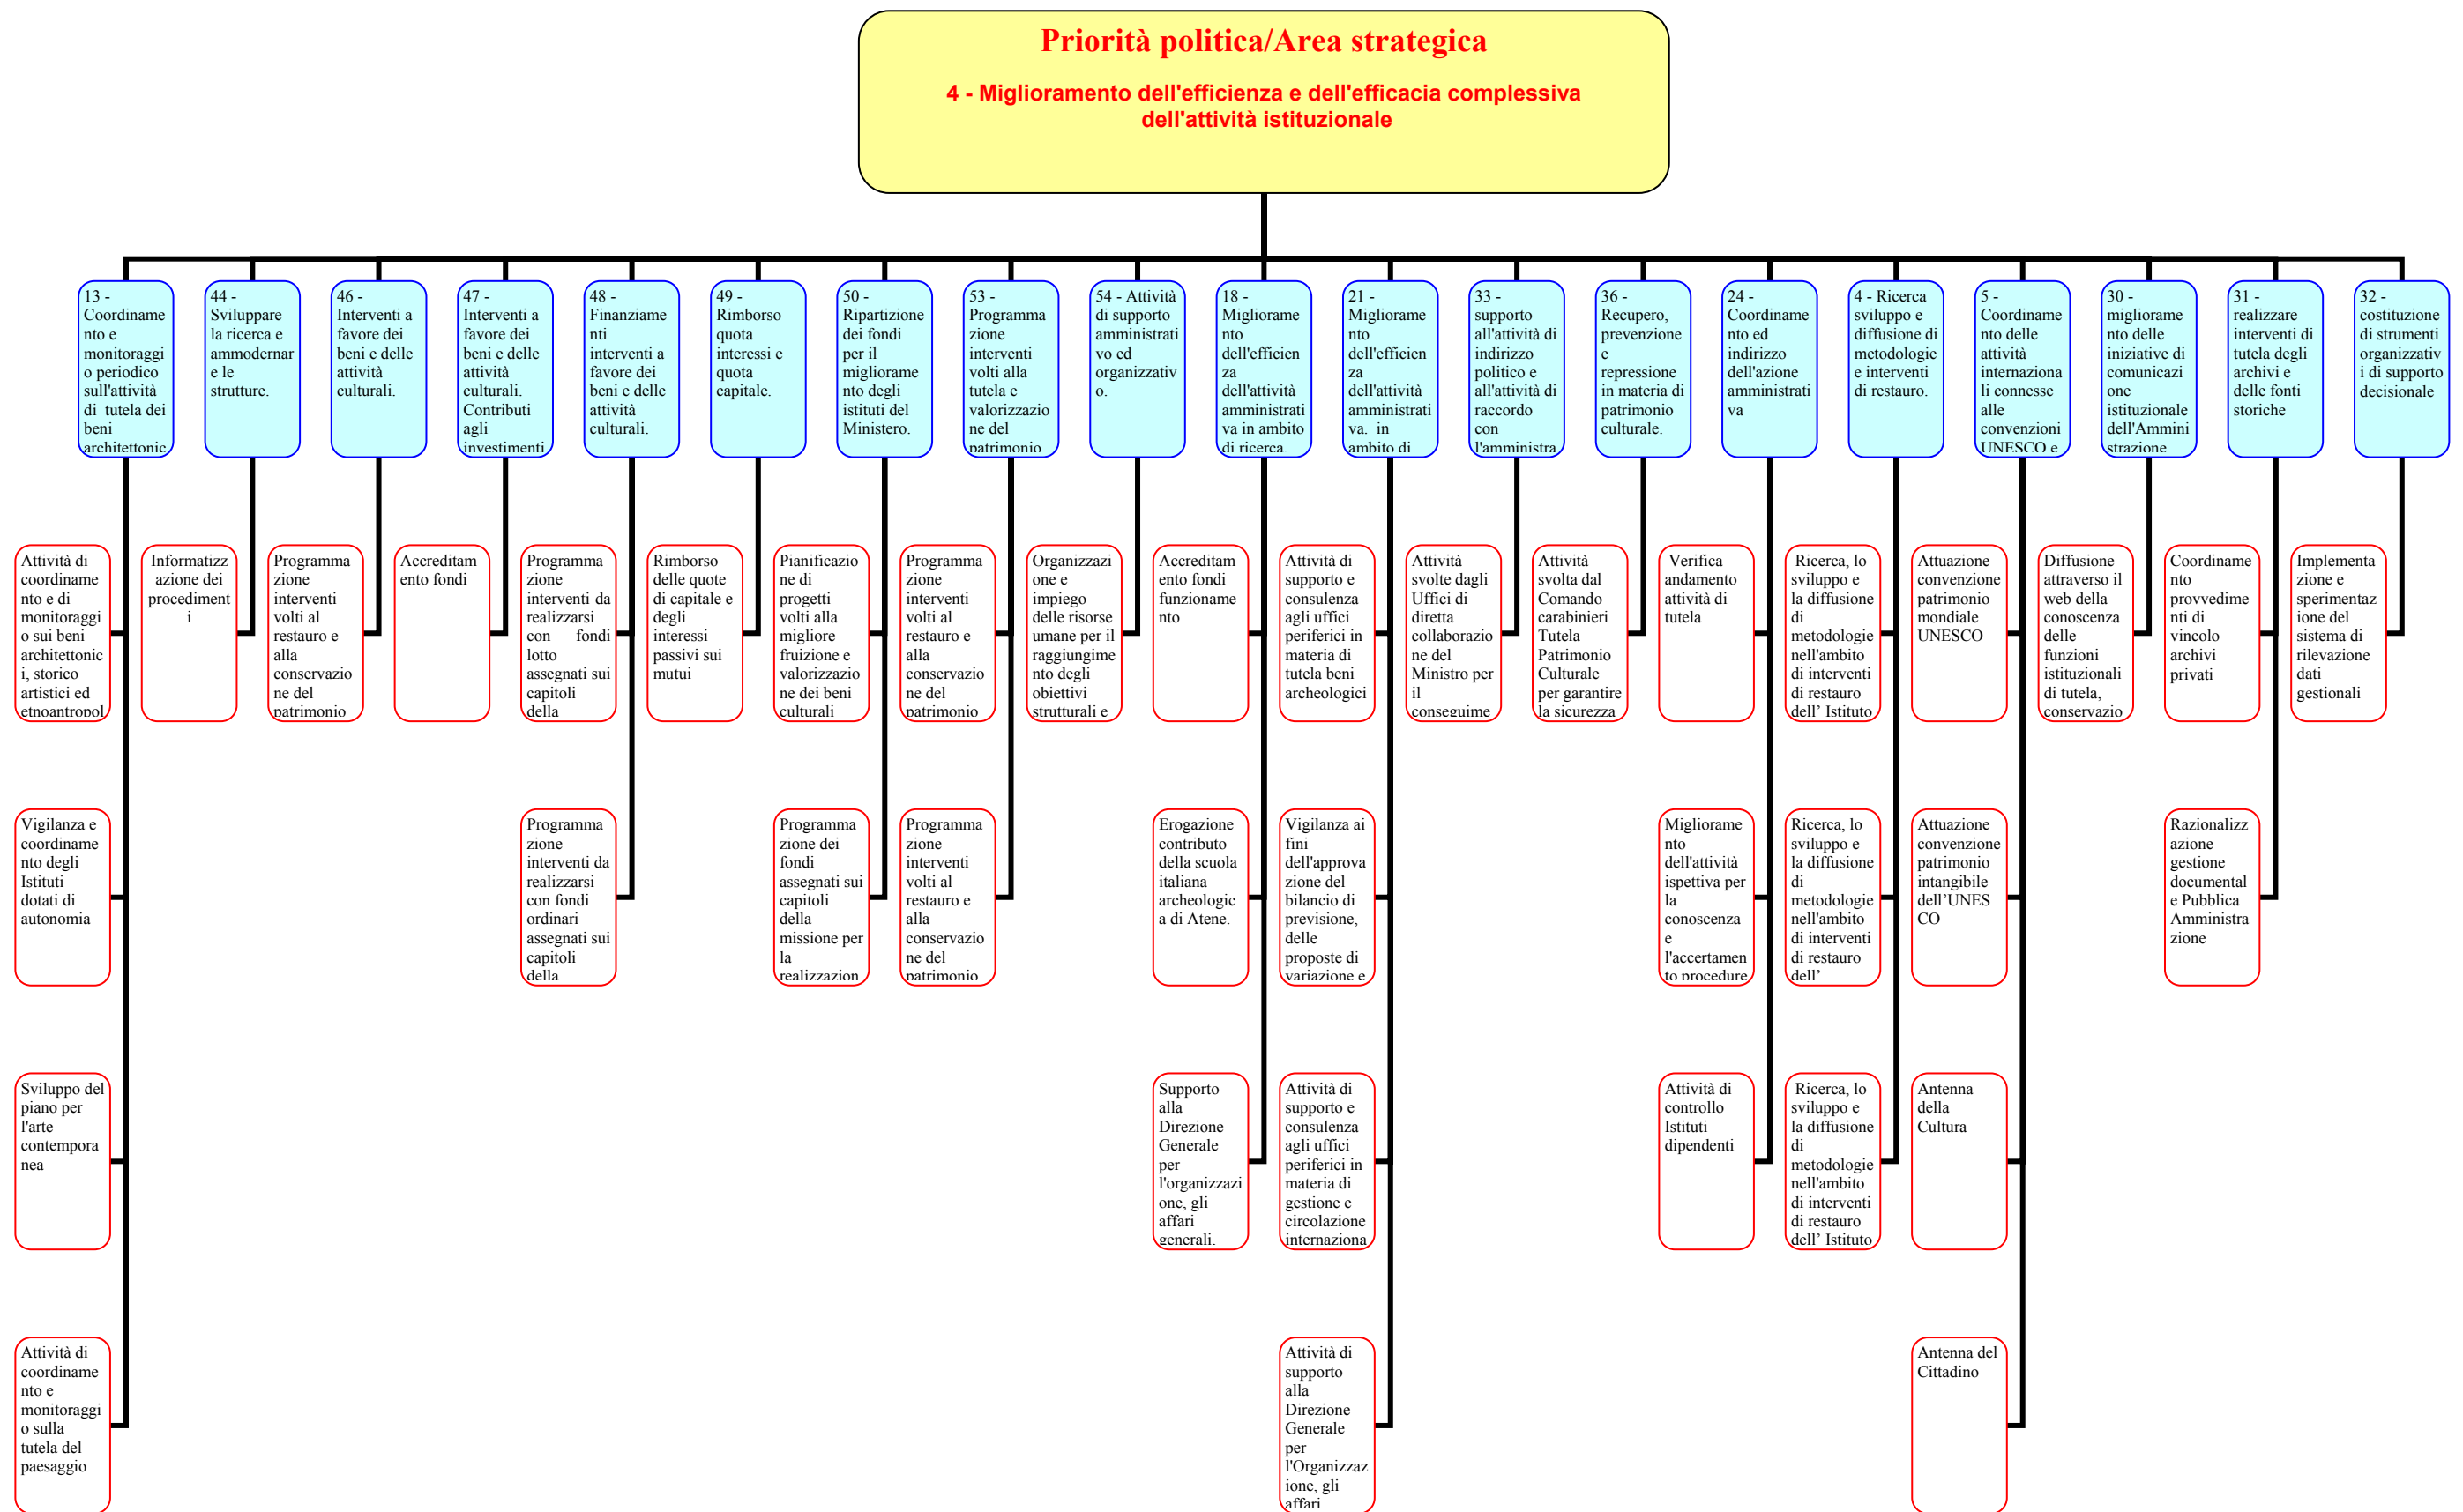 Priorità politica/Area strategica
4 - Miglioramento dell'efficienza e dell'efficacia complessiva
dell'attività istituzionale
13 -
Coordiname
nto e
monitoraggi
o periodico
sull'attività
di tutela dei
beni
architettonic
44 -
Sviluppare
la ricerca e
ammodernar
e le
strutture.
46 -
Interventi a
favore dei
beni e delle
attività
culturali.
47 -
Interventi a
favore dei
beni e delle
attività
culturali.
Contributi
agli
investimenti
48 -
Finanziame
nti
interventi a
favore dei
beni e delle
attività
culturali.
49 -
Rimborso
quota
interessi e
quota
capitale.
50 -
Ripartizione
dei fondi
per il
migliorame
nto degli
istituti del
Ministero.
53 -
Programma
zione
interventi
volti alla
tutela e
valorizzazio
ne del
patrimonio
54 - Attività
di supporto
amministrati
vo ed
organizzativ
o.
18 -
Migliorame
nto
dell'efficien
za
dell'attività
amministrati
va in ambito
di ricerca
21 -
Migliorame
nto
dell'efficien
za
dell'attività
amministrati
va. in
ambito di
33 -
supporto
all'attività di
indirizzo
politico e
all'attività di
raccordo
con
l'amministra
36 -
Recupero,
prevenzione
e
repressione
in materia di
patrimonio
culturale.
24 -
Coordiname
nto ed
indirizzo
dell'azione
amministrati
va
4 - Ricerca
sviluppo e
diffusione di
metodologie
e interventi
di restauro.
5 -
Coordiname
nto delle
attività
internaziona
li connesse
alle
convenzioni
UNESCO e
30 -
migliorame
nto delle
iniziative di
comunicazi
one
istituzionale
dell'Ammini
strazione
31 -
realizzare
interventi di
tutela degli
archivi e
delle fonti
storiche
32 -
costituzione
di strumenti
organizzativ
i di supporto
decisionale
Attività di
coordiname
nto e di
monitoraggi
o sui beni
architettonic
i, storico
artistici ed
etnoantropol
Informatizz
azione dei
procediment
i
Programma
zione
interventi
volti al
restauro e
alla
conservazio
ne del
patrimonio
Accreditam
ento fondi
Programma
zione
interventi da
realizzarsi
con fondi
lotto
assegnati sui
capitoli
della
Rimborso
delle quote
di capitale e
degli
interessi
passivi sui
mutui
Pianificazio
ne di
progetti
volti alla
migliore
fruizione e
valorizzazio
ne dei beni
culturali
Programma
zione
interventi
volti al
restauro e
alla
conservazio
ne del
patrimonio
Organizzazi
one e
impiego
delle risorse
umane per il
raggiungime
nto degli
obiettivi
strutturali e
Accreditam
ento fondi
funzioname
nto
Attività di
supporto e
consulenza
agli uffici
periferici in
materia di
tutela beni
archeologici
Attività
svolte dagli
Uffici di
diretta
collaborazio
ne del
Ministro per
il
conseguime
Attività
svolta dal
Comando
carabinieri
Tutela
Patrimonio
Culturale
per garantire
la sicurezza
Verifica
andamento
attività di
tutela
Ricerca, lo
sviluppo e
la diffusione
di
metodologie
nell'ambito
di interventi
di restauro
dell' Istituto
Attuazione
convenzione
patrimonio
mondiale
UNESCO
Diffusione
attraverso il
web della
conoscenza
delle
funzioni
istituzionali
di tutela,
conservazio
Coordiname
nto
provvedime
nti di
vincolo
archivi
privati
Implementa
zione e
sperimentaz
ione del
sistema di
rilevazione
dati
gestionali
Vigilanza e
coordiname
nto degli
Istituti
dotati di
autonomia
Programma
zione
interventi da
realizzarsi
con fondi
ordinari
assegnati sui
capitoli
della
Programma
zione dei
fondi
assegnati sui
capitoli
della
missione per
la
realizzazion
Programma
zione
interventi
volti al
restauro e
alla
conservazio
ne del
patrimonio
Erogazione
contributo
della scuola
italiana
archeologic
a di Atene.
Vigilanza ai
fini
dell'approva
zione del
bilancio di
previsione,
delle
proposte di
variazione e
Migliorame
nto
dell'attività
ispettiva per
la
conoscenza
e
l'accertamen
to procedure
Ricerca, lo
sviluppo e
la diffusione
di
metodologie
nell'ambito
di interventi
di restauro
dell’
Attuazione
convenzione
patrimonio
intangibile
dell’UNES
CO
Razionalizz
azione
gestione
documental
e Pubblica
Amministra
zione
Sviluppo del
piano per
l'arte
contempora
nea
Supporto
alla
Direzione
Generale
per
l'organizzazi
one, gli
affari
generali.
Attività di
supporto e
consulenza
agli uffici
periferici in
materia di
gestione e
circolazione
internaziona
Attività di
controllo
Istituti
dipendenti
Ricerca, lo
sviluppo e
la diffusione
di
metodologie
nell'ambito
di interventi
di restauro
dell’ Istituto
Antenna
della
Cultura
Attività di
coordiname
nto e
monitoraggi
o sulla
tutela del
paesaggio
Attività di
supporto
alla
Direzione
Generale
per
l'Organizzaz
ione, gli
affari
Antenna del
Cittadino